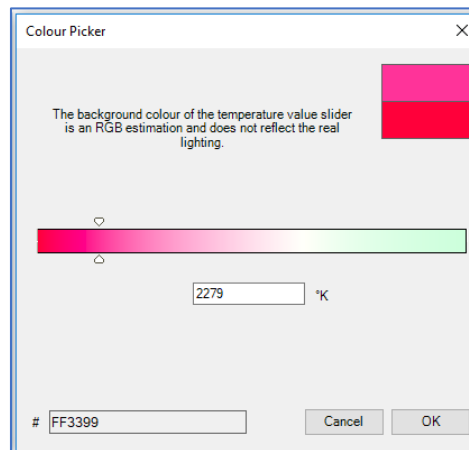 Colour Picker
The background colour of the temperature value slider
is an RGB estimation and does not reflect the real
lighting.
2279 °K
# FF3399 Cancel OK